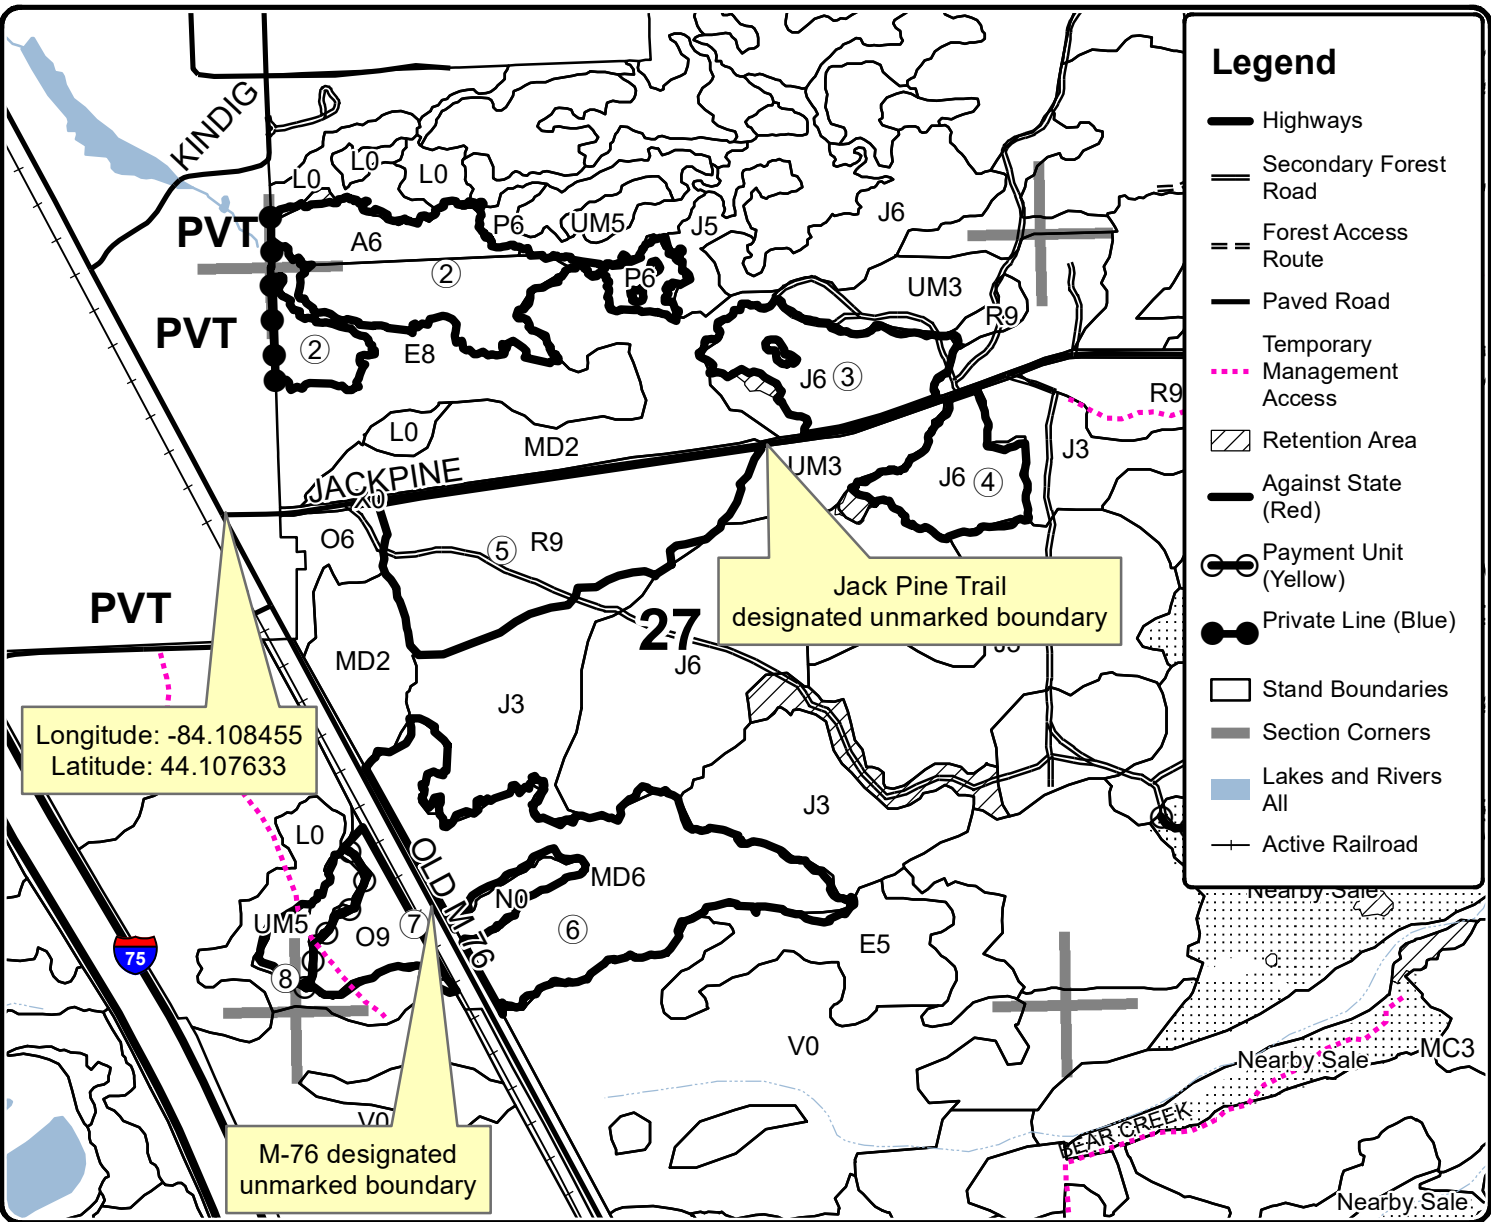 Legend
Highways
Secondary Forest
Road
Forest Access
Route
Paved Road
Temporary
Management
Access
Retention Area
Against State
(Red)
Payment Unit
(Yellow)
Private Line (Blue)
Stand Boundaries
Section Corners
Lakes and Rivers
All
Active Railroad
KINDIG
L0
L0
L0
PVT
A6
P6
UM5
J5
J6
2
P6
UM3
R9
PVT
2
E8
J6
3
R9
L0
MD2
J3
JACKPINE
X0
UM3
J6
4
O6
5
R9
Jack Pine Trail
designated unmarked boundary
PVT
27
J6
MD2
J3
Longitude: -84.108455
Latitude: 44.107633
J3
L0
OLD M-76
MD6
N0
UM5
O9
7
6
E5
75
8
Nearby Sale
V0
Nearby Sale
MC3
V0
BEAR CREEK
M-76 designated
unmarked boundary
Nearby Sale